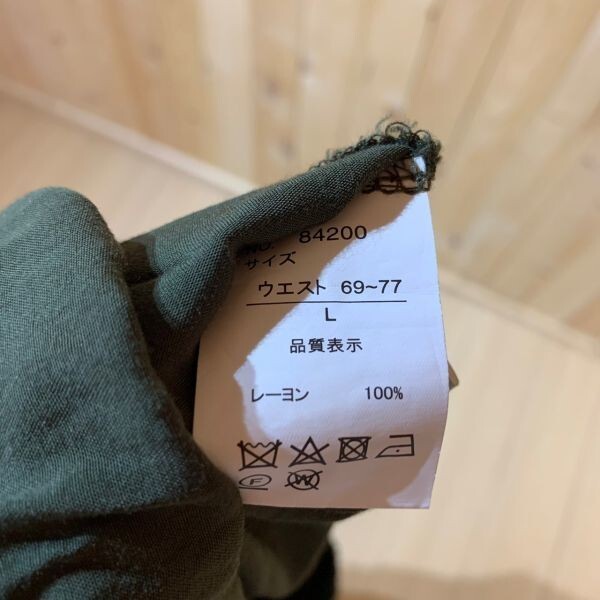 NO. 84200
サイズ
ウエスト 69~77
L
品質表示
レーヨン 100%
F W